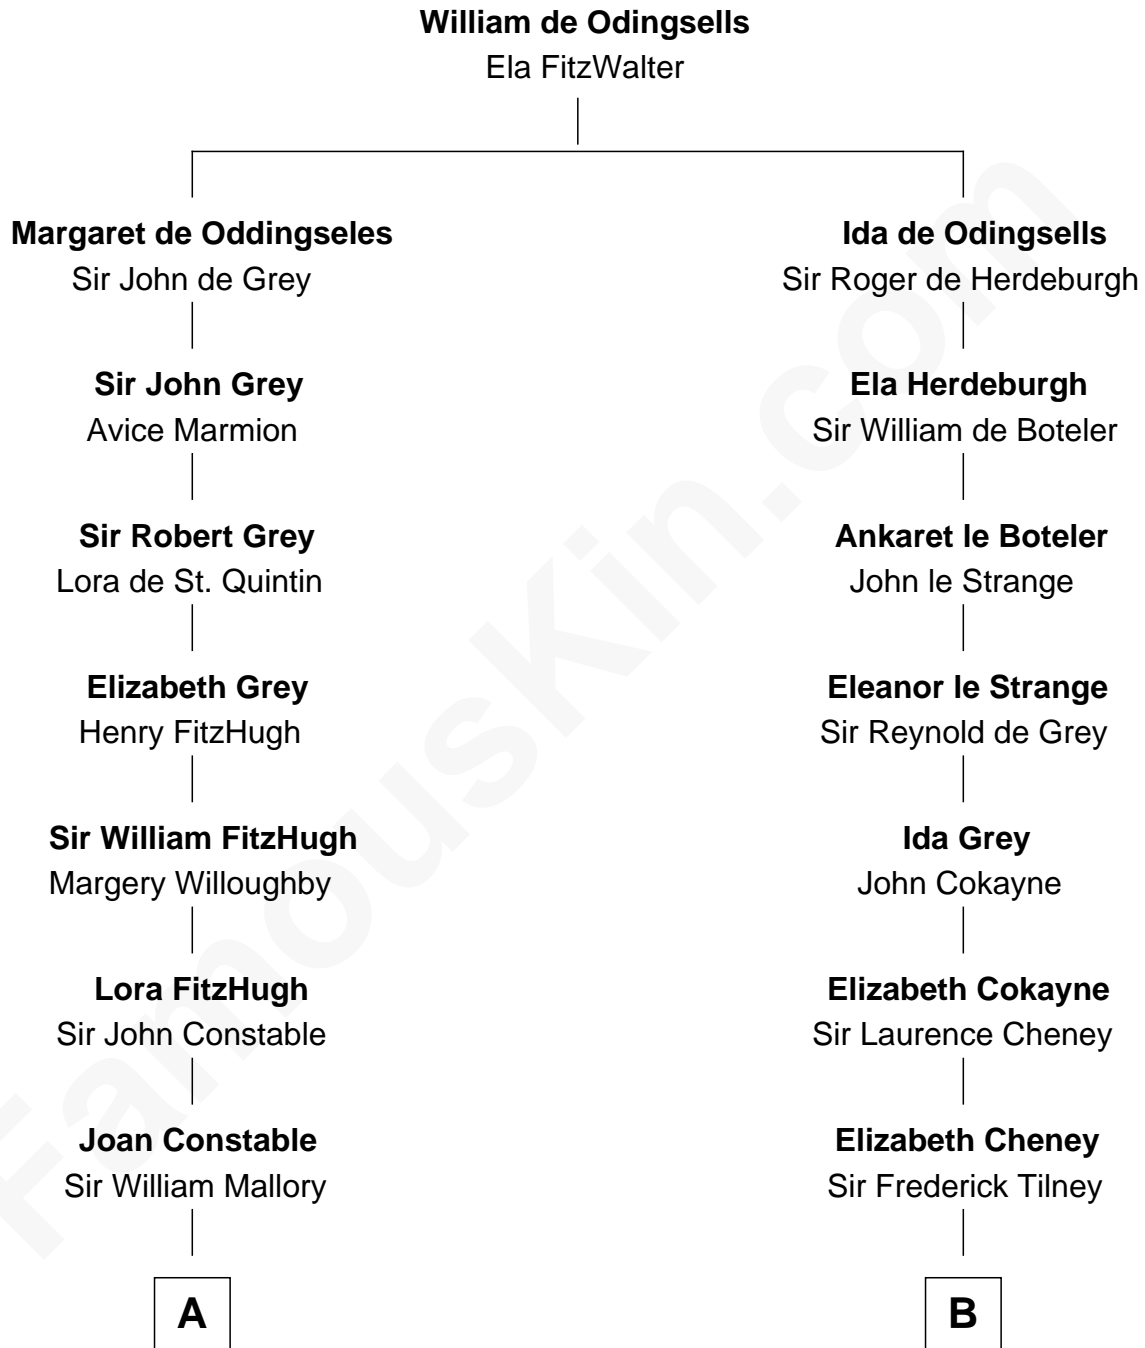 William de Odingsells
Ela FitzWalter
Margaret de Oddingseles
Sir John de Grey
Ida de Odingsells
Sir Roger de Herdeburgh
Sir John Grey
Avice Marmion
Ela Herdeburgh
Sir William de Boteler
Sir Robert Grey
Lora de St. Quintin
Ankaret le Boteler
John le Strange
Elizabeth Grey
Henry FitzHugh
Eleanor le Strange
Sir Reynold de Grey
Sir William FitzHugh
Margery Willoughby
Ida Grey
John Cokayne
Lora FitzHugh
Sir John Constable
Elizabeth Cokayne
Sir Laurence Cheney
Joan Constable
Sir William Mallory
Elizabeth Cheney
Sir Frederick Tilney
A
B
FamousKin.com